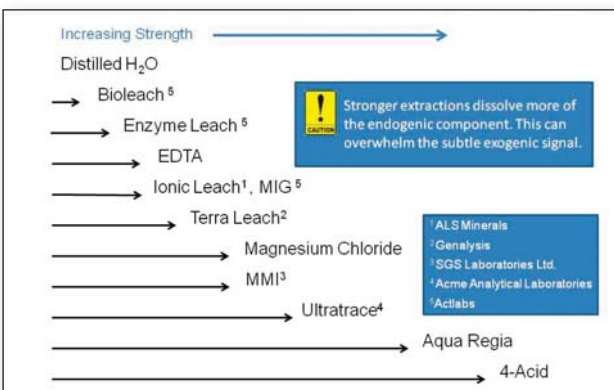 Increasing Strength
Distilled H₂O
Bioleach ⁵
Enzyme Leach ⁵
EDTA
Ionic Leach¹, MIG ⁵
Terra Leach²
Magnesium Chloride
MMI³
Ultratrace⁴
Aqua Regia
4-Acid
!
CAUTION
Stronger extractions dissolve more of
the endogenic component. This can
overwhelm the subtle exogenic signal.
¹ALS Minerals
²Genalysis
³SGS Laboratories Ltd.
⁴Acme Analytical Laboratories
⁵Actlabs